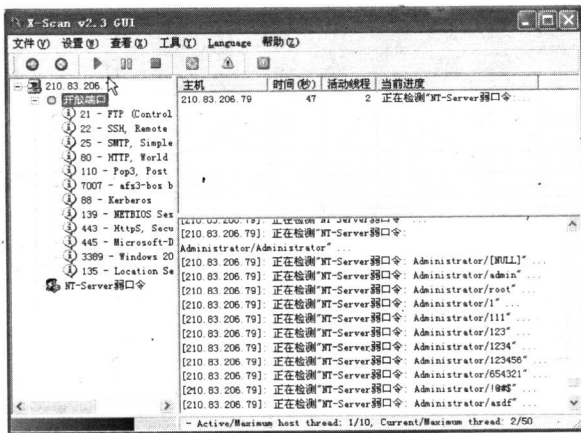 X-Scan v2.3 GUI
文件(V) 设置(W) 查看(X) 工具(Y) Language 帮助(Z)
210.83.206.
开放端口
21 - FTP (Control
22 - SSH, Remote
25 - SMTP, Simple
80 - HTTP, World
110 - Pop3, Post
7007 - afs3-box b
88 - Kerberos
139 - NETBIOS Ses
443 - HttpS, Secu
445 - Microsoft-D
3389 - Windows 20
135 - Location Se
NT-Server弱口令
主机 时间(秒) 活动线程 当前进度
210.83.206.79 47 2 正在检测"NT-Server弱口令...
[210.83.206.79]: 正在检测"NT-Server弱口令 ...
[210.83.206.79]: 正在检测"NT-Server弱口令:
Administrator/Administrator" ...
[210.83.206.79]: 正在检测"NT-Server弱口令: Administrator/[NULL]" ...
[210.83.206.79]: 正在检测"NT-Server弱口令: Administrator/admin" ...
[210.83.206.79]: 正在检测"NT-Server弱口令: Administrator/root" ...
[210.83.206.79]: 正在检测"NT-Server弱口令: Administrator/1" ...
[210.83.206.79]: 正在检测"NT-Server弱口令: Administrator/111" ...
[210.83.206.79]: 正在检测"NT-Server弱口令: Administrator/123" ...
[210.83.206.79]: 正在检测"NT-Server弱口令: Administrator/1234" ...
[210.83.206.79]: 正在检测"NT-Server弱口令: Administrator/123456" ...
[210.83.206.79]: 正在检测"NT-Server弱口令: Administrator/654321" ...
[210.83.206.79]: 正在检测"NT-Server弱口令: Administrator/!@#$" ...
[210.83.206.79]: 正在检测"NT-Server弱口令: Administrator/asdf" ...
- Active/Maximum host thread: 1/10, Current/Maximum thread: 2/50